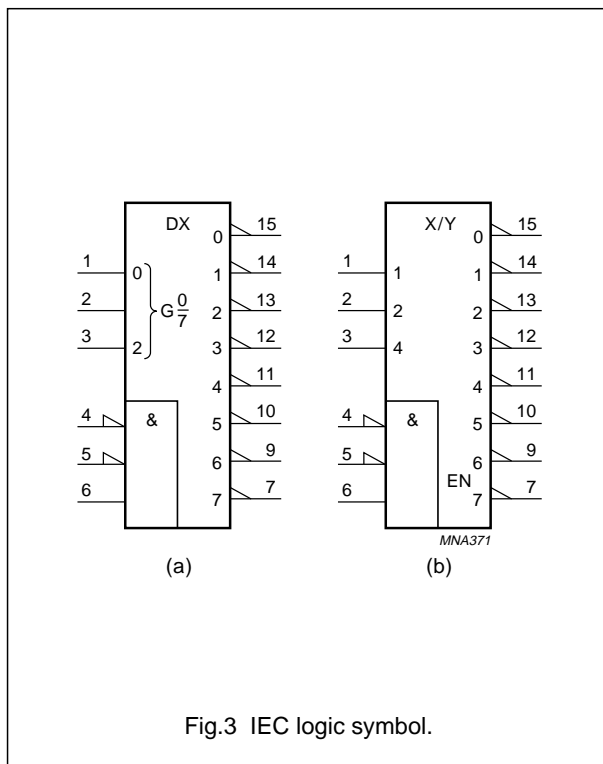 DX X/Y
0 15 0 15
1 0 1 14 1 1 14
2 G 0/7 2 13 2 2 13
3 2 3 12 3 4 3 12
4 11 4 11
4 & 5 10 4 & 5 10
5 6 9 5 6 9
6 7 7 6 EN 7 7
MNA371
(a) (b)
Fig.3 IEC logic symbol.